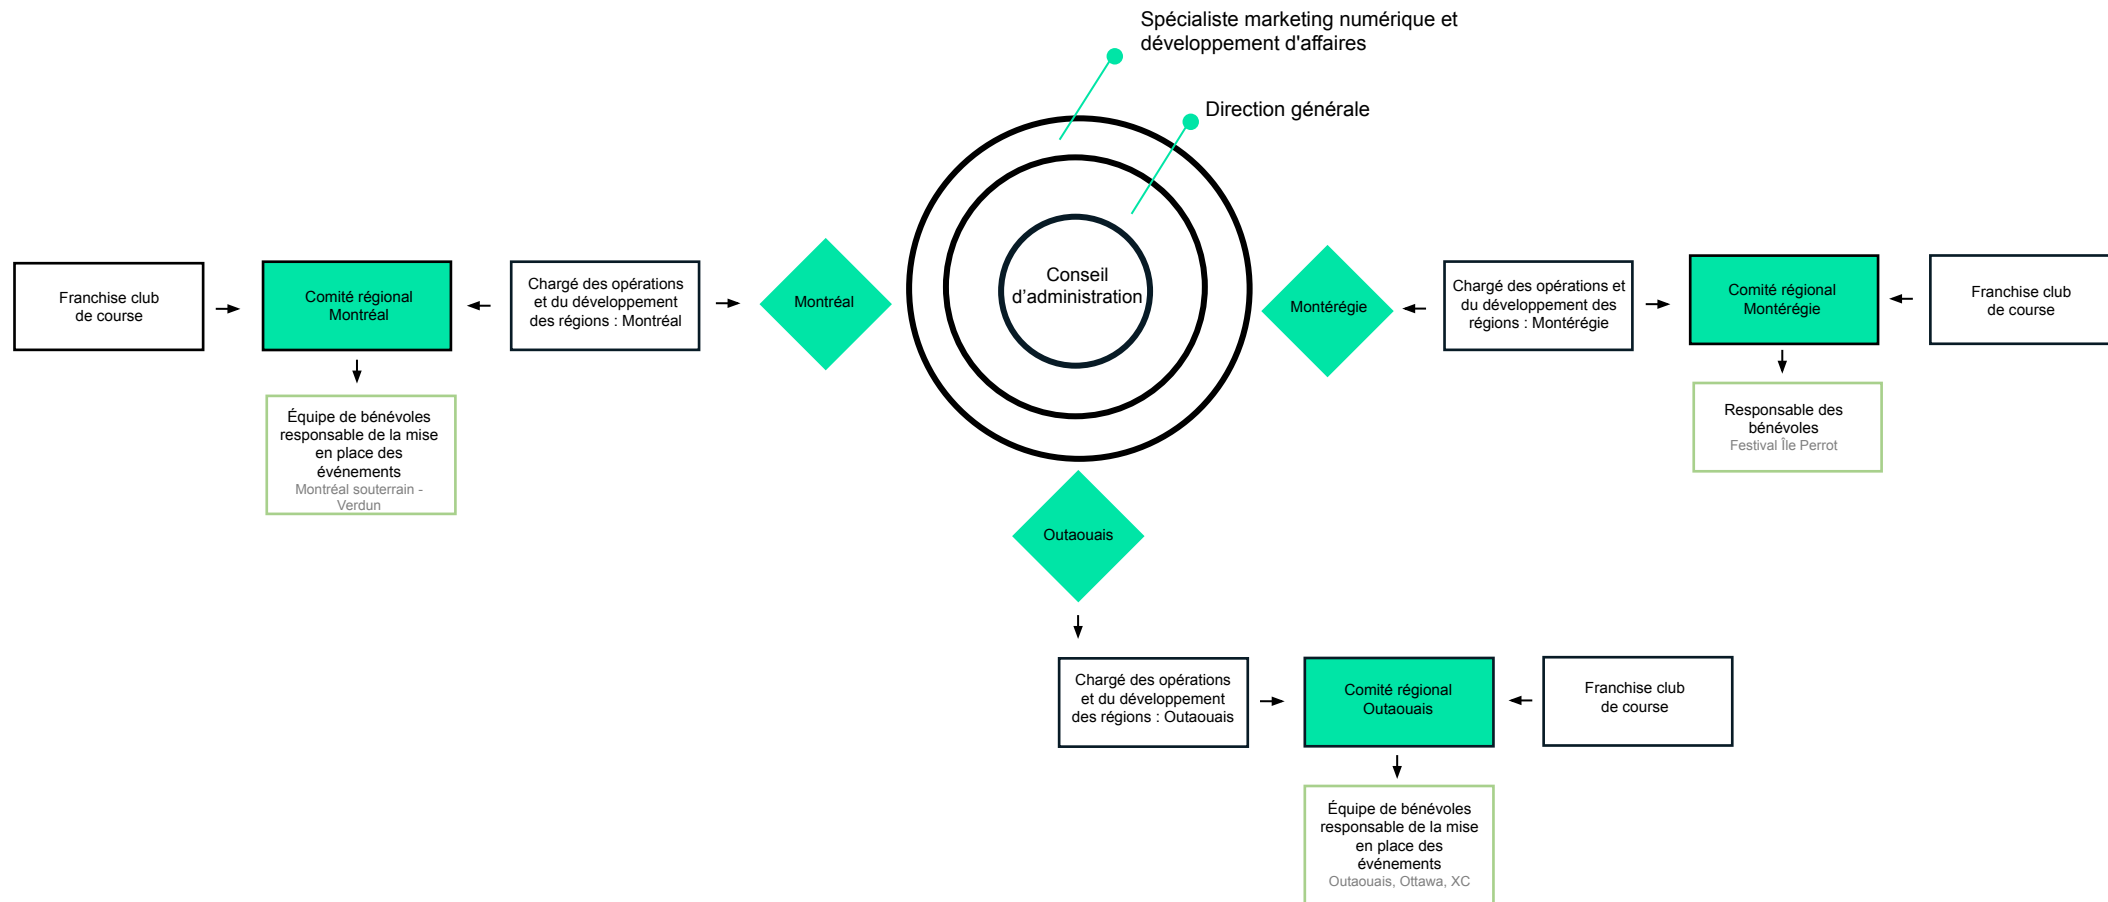 Spécialiste marketing numérique et
développement d'affaires
Direction générale
Conseil
d’administration
Franchise club
de course
Comité régional
Montréal
Chargé des opérations
et du développement
des régions : Montréal
Montréal
Équipe de bénévoles
responsable de la mise
en place des
événements
Montréal souterrain -
Verdun
Montérégie
Chargé des opérations et
du développement des
régions : Montérégie
Comité régional
Montérégie
Franchise club
de course
Responsable des
bénévoles
Festival Île Perrot
Outaouais
Chargé des opérations
et du développement
des régions : Outaouais
Comité régional
Outaouais
Franchise club
de course
Équipe de bénévoles
responsable de la mise
en place des
événements
Outaouais, Ottawa, XC